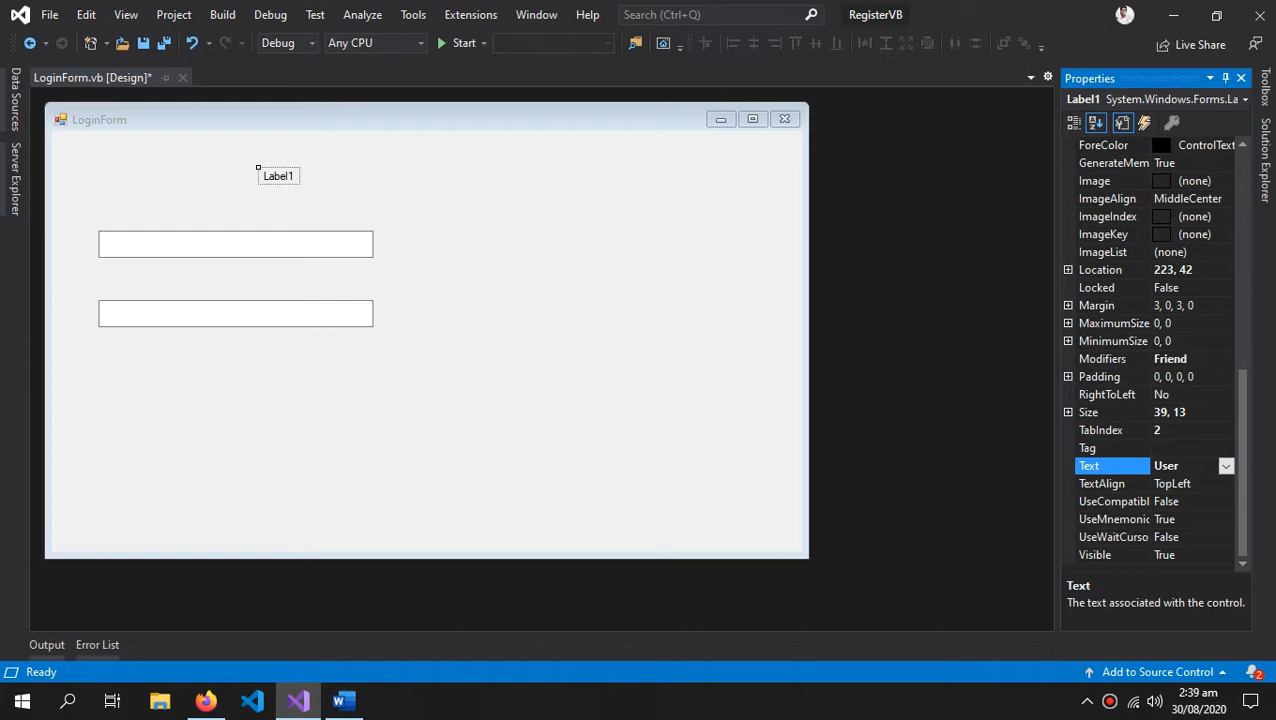 File Edit View Project Build Debug Test Analyze Tools Extensions Window Help Search (Ctrl+Q) RegisterVB
Debug Any CPU Start Live Share
LoginForm.vb [Design]*
Data Sources
Server Explorer
LoginForm
Label1
Properties
Label1 System.Windows.Forms.La
ForeColor ControlText
GenerateMem True
Image (none)
ImageAlign MiddleCenter
ImageIndex (none)
ImageKey (none)
ImageList (none)
Location 223, 42
Locked False
Margin 3, 0, 3, 0
MaximumSize 0, 0
MinimumSize 0, 0
Modifiers Friend
Padding 0, 0, 0, 0
RightToLeft No
Size 39, 13
TabIndex 2
Tag
Text User
TextAlign TopLeft
UseCompatibl False
UseMnemonic True
UseWaitCurso False
Visible True
Text
The text associated with the control.
Toolbox
Solution Explorer
Output Error List
Ready Add to Source Control 2
2:39 am
30/08/2020